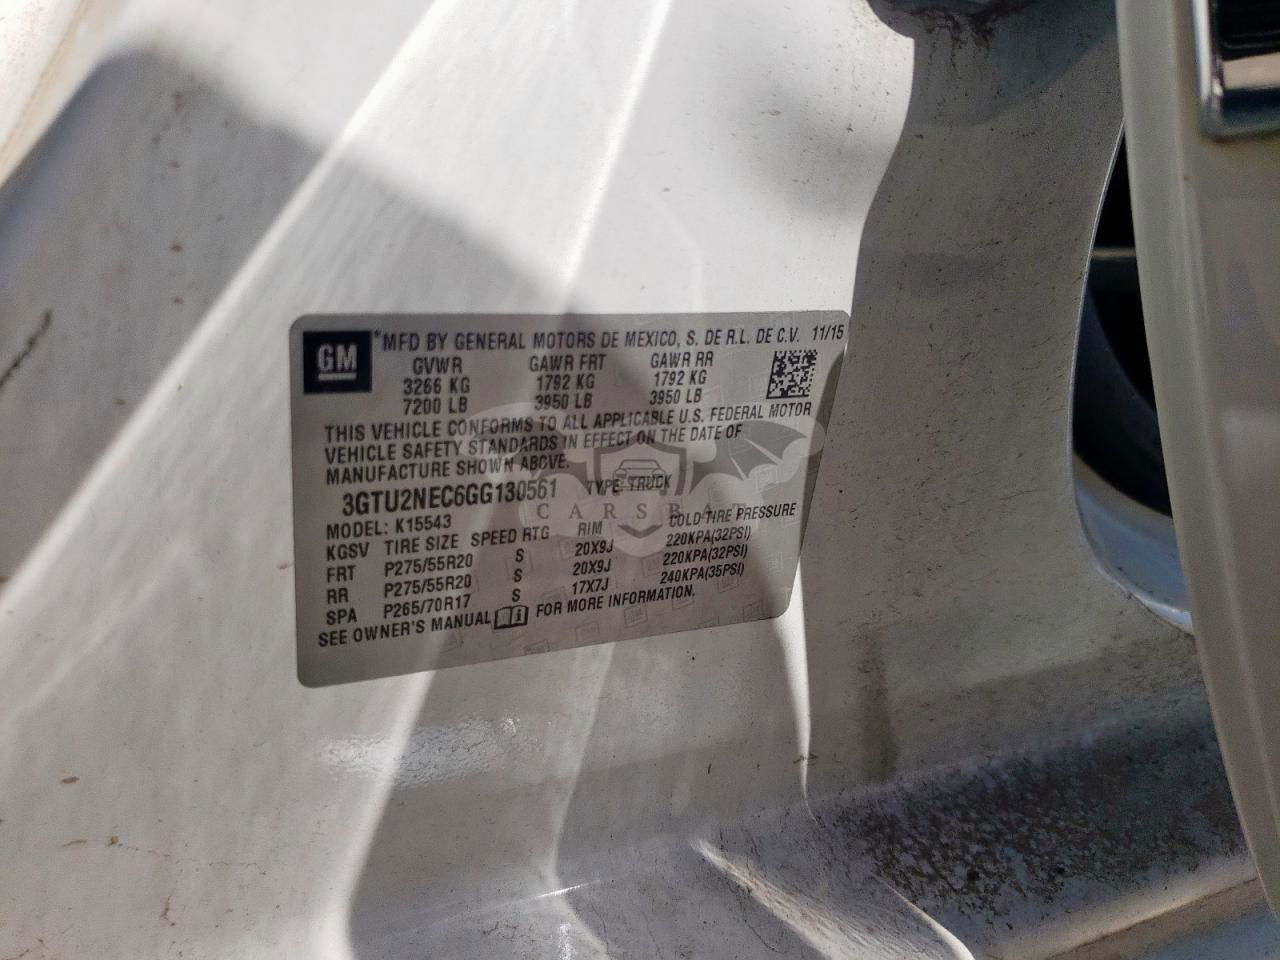 GM
*MFD BY GENERAL MOTORS DE MEXICO, S. DE R.L. DE C.V. 11/15
GVWR GAWR FRT GAWR RR
3266 KG 1792 KG 1792 KG
7200 LB 3950 LB 3950 LB
THIS VEHICLE CONFORMS TO ALL APPLICABLE U.S. FEDERAL MOTOR
VEHICLE SAFETY STANDARDS IN EFFECT ON THE DATE OF
MANUFACTURE SHOWN ABOVE.
3GTU2NEC6GG130561 TYPE: TRUCK
MODEL: K15543
KGSV TIRE SIZE SPEED RTG RIM COLD TIRE PRESSURE
FRT P275/55R20 S 20X9J 220KPA(32PSI)
RR P275/55R20 S 20X9J 220KPA(32PSI)
SPA P265/70R17 S 17X7J 240KPA(35PSI)
SEE OWNER'S MANUAL FOR MORE INFORMATION.